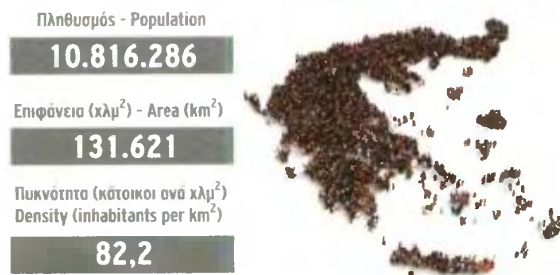 Πληθυσμός - Population
10.816.286
Επιφάνεια (χλμ²) - Area (km²)
131.621
Πυκνότητα (κάτοικοι ανά χλμ²)
Density (inhabitants per km²)
82,2